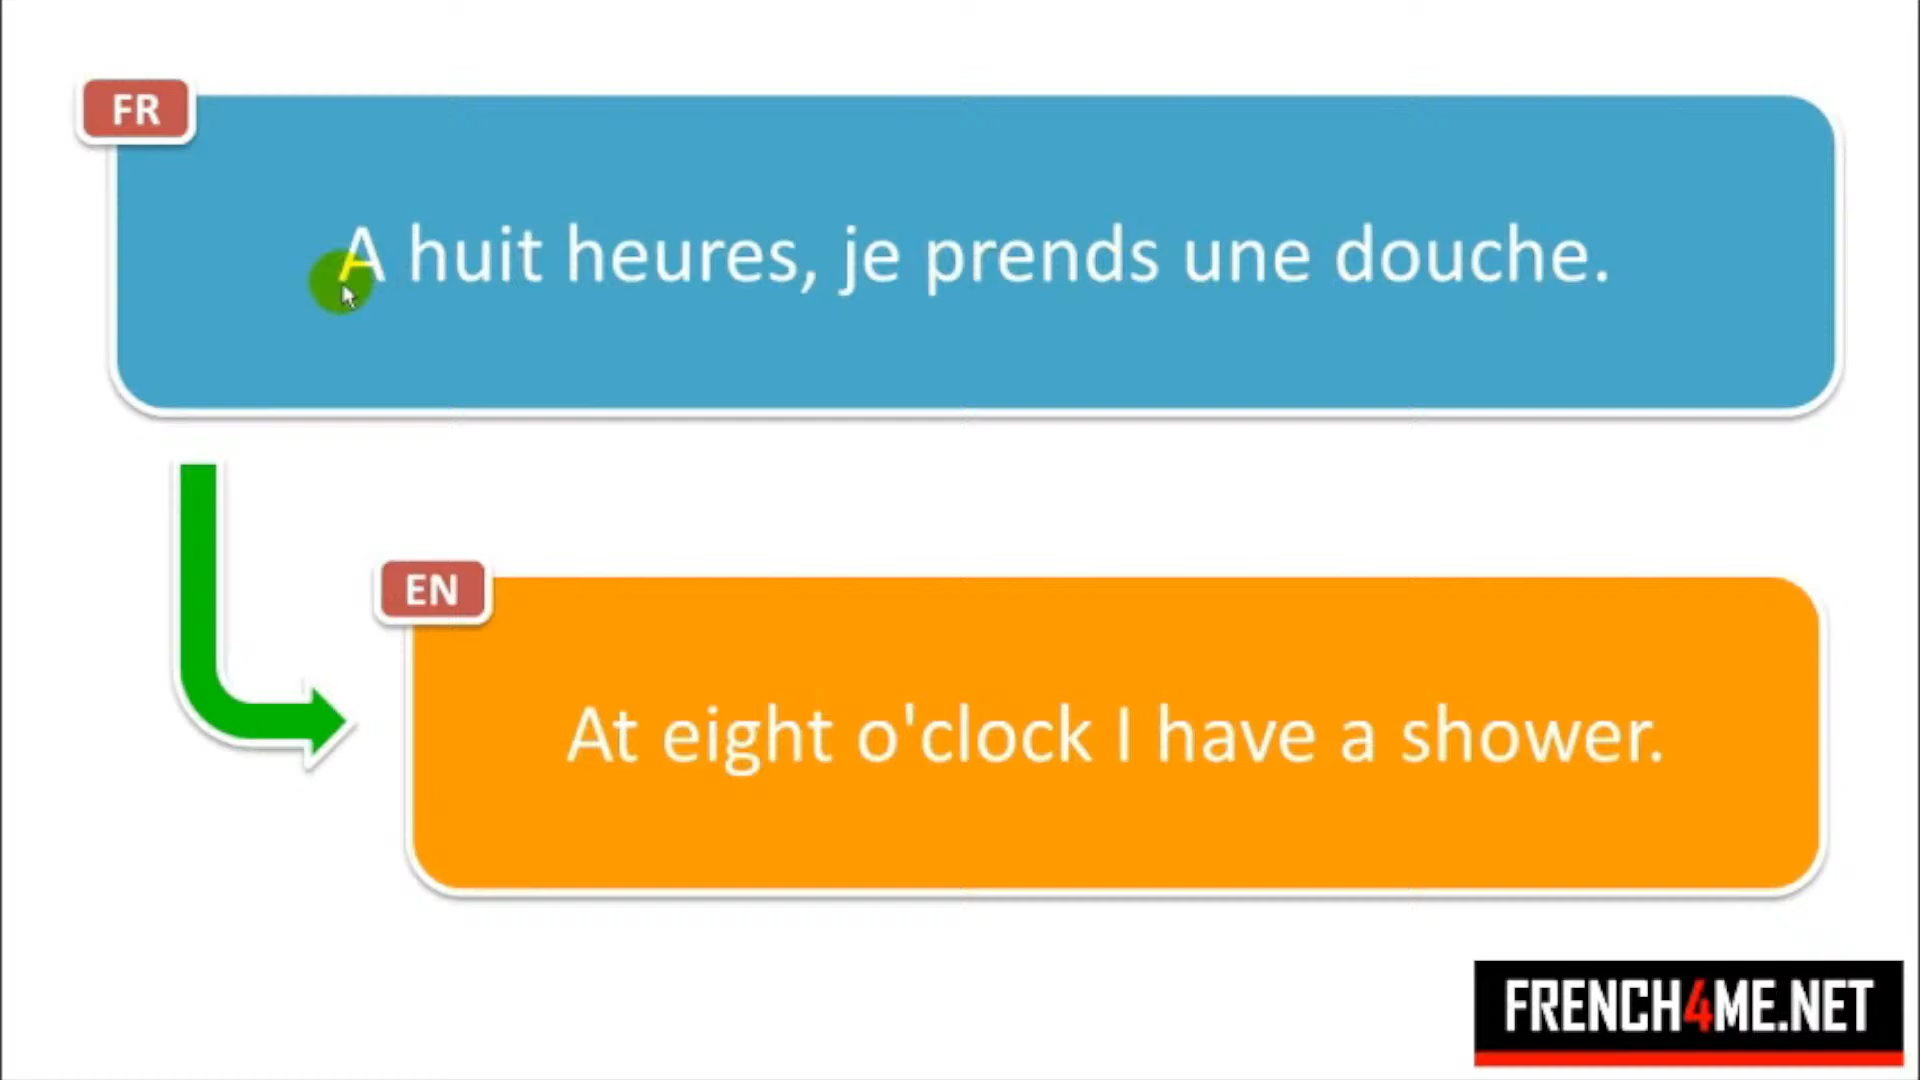 FR
A huit heures, je prends une douche.
EN
At eight o'clock I have a shower.
FRENCH4ME.NET